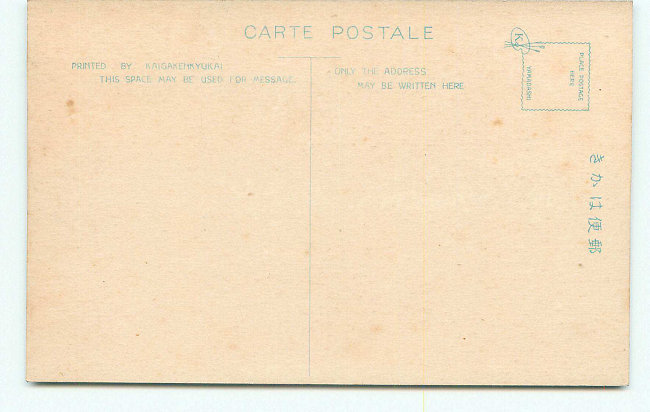 CARTE POSTALE
PRINTED BY KAIGAKENKYUKAI
THIS SPACE MAY BE USED FOR MESSAGE.
ONLY THE ADDRESS
MAY BE WRITTEN HERE
K
PLACE POSTAGE
HERE
きかは便郵